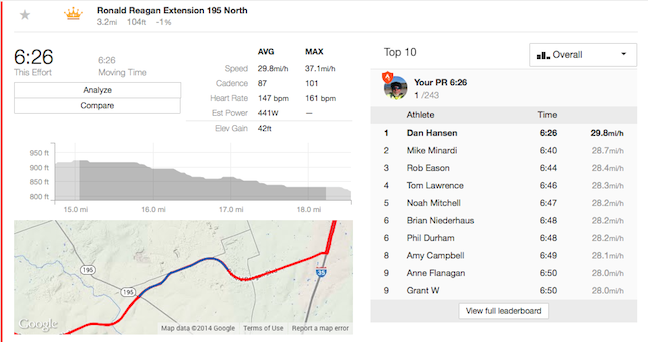 Ronald Reagan Extension 195 North
3.2mi 104ft -1%
6:26
This Effort
6:26
Moving Time
Analyze
Compare
AVG MAX
Speed 29.8mi/h 37.1mi/h
Cadence 87 101
Heart Rate 147 bpm 161 bpm
Est Power 441W —
Elev Gain 42ft
950 ft
900 ft
850 ft
800 ft
15.0 mi 16.0 mi 17.0 mi 18.0 mi
195
195
35
Google
Map data ©2014 Google Terms of Use Report a map error
Top 10
Overall
Your PR 6:26
1 /243
Athlete Time
1 Dan Hansen 6:26 29.8mi/h
2 Mike Minardi 6:40 28.7mi/h
3 Rob Eason 6:44 28.4mi/h
4 Tom Lawrence 6:46 28.3mi/h
5 Noah Mitchell 6:47 28.2mi/h
6 Brian Niederhaus 6:48 28.2mi/h
6 Phil Durham 6:48 28.2mi/h
8 Amy Campbell 6:49 28.1mi/h
9 Anne Flanagan 6:50 28.0mi/h
9 Grant W 6:50 28.0mi/h
View full leaderboard